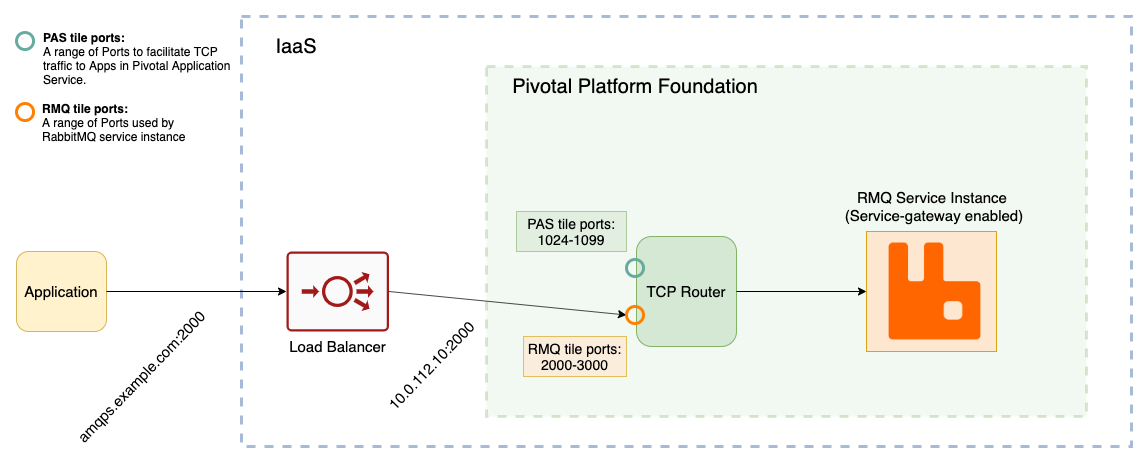 PAS tile ports:
A range of Ports to facilitate TCP
traffic to Apps in Pivotal Application
Service.
RMQ tile ports:
A range of Ports used by
RabbitMQ service instance
IaaS
Pivotal Platform Foundation
RMQ Service Instance
(Service-gateway enabled)
PAS tile ports:
1024-1099
Application
TCP Router
Load Balancer
RMQ tile ports:
2000-3000
amqps.example.com:2000
10.0.112.10:2000